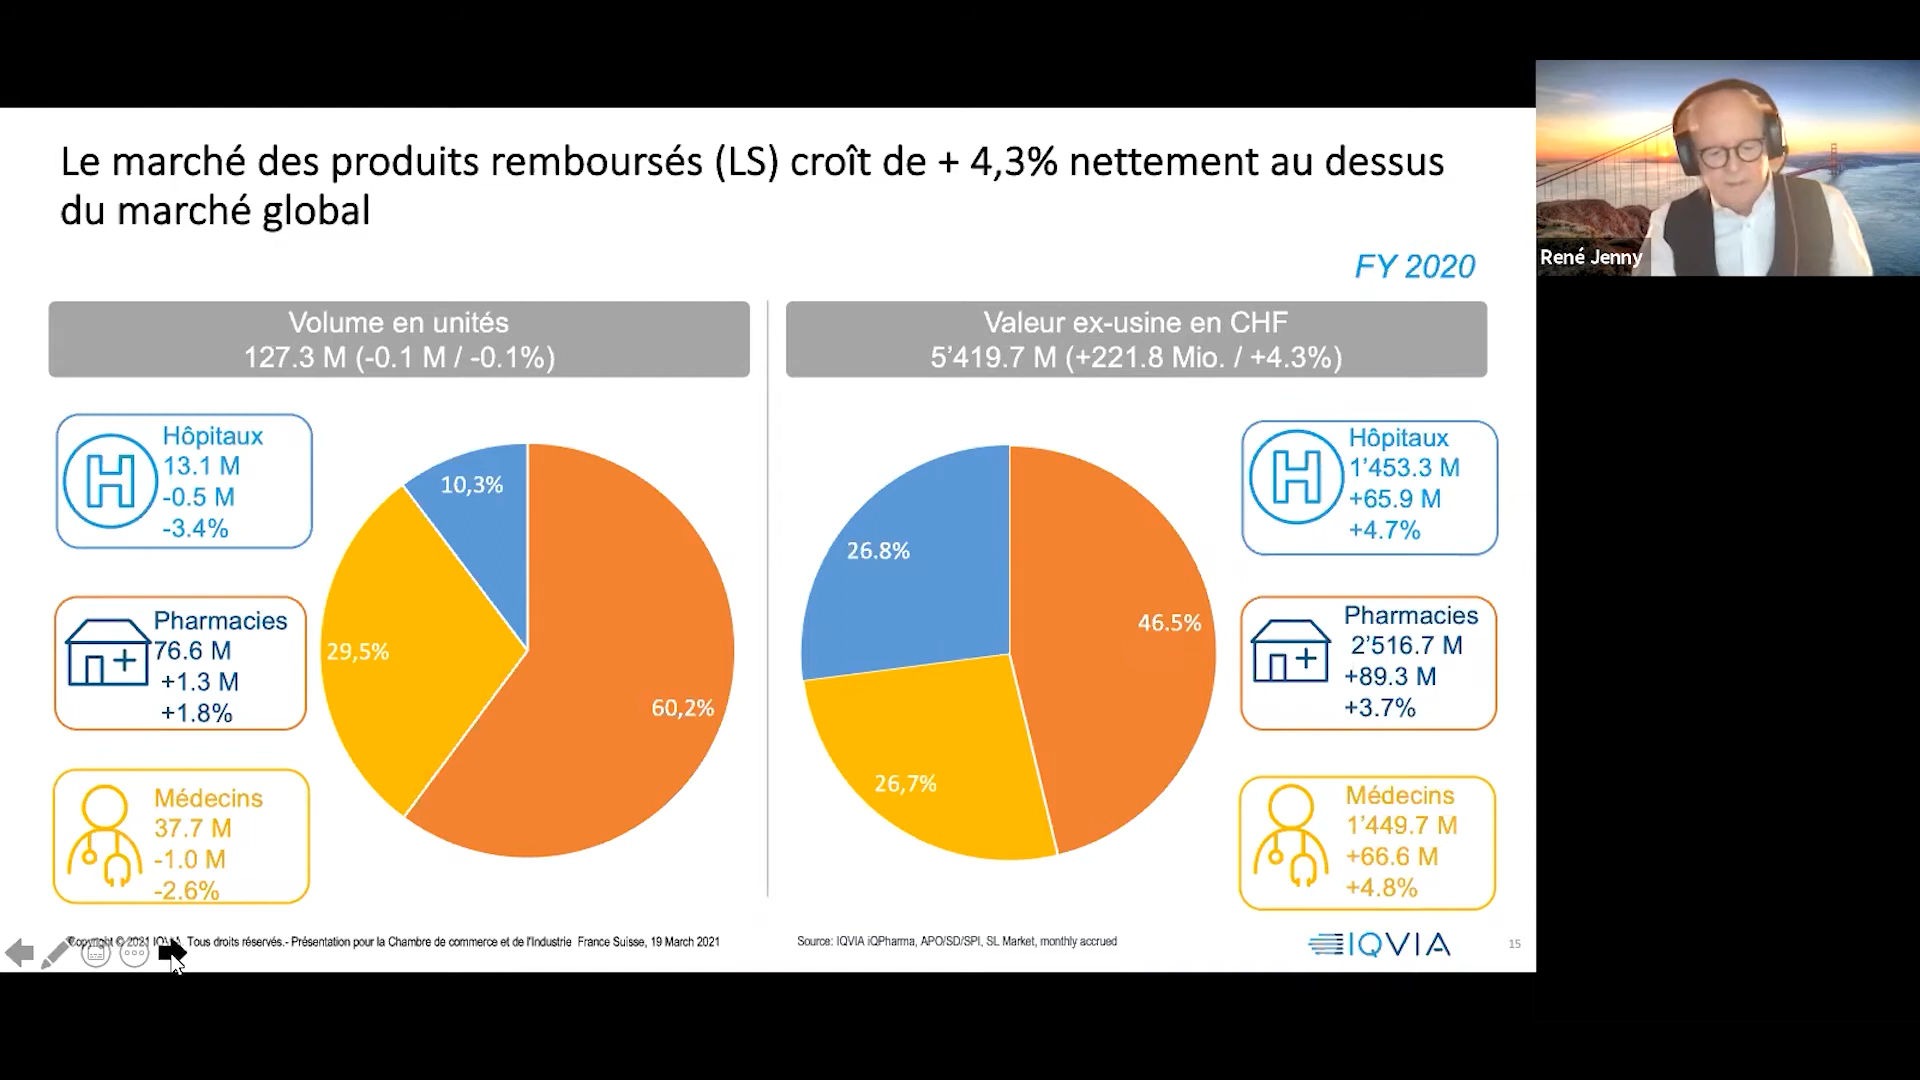 Le marché des produits remboursés (LS) croît de + 4,3% nettement au dessus
du marché global
FY 2020
Volume en unités
127.3 M (-0.1 M / -0.1%)
Valeur ex-usine en CHF
5’419.7 M (+221.8 Mio. / +4.3%)
Hôpitaux
13.1 M
-0.5 M
-3.4%
Pharmacies
76.6 M
+1.3 M
+1.8%
Médecins
37.7 M
-1.0 M
-2.6%
10,3%
29,5%
60,2%
26.8%
46.5%
26,7%
Hôpitaux
1’453.3 M
+65.9 M
+4.7%
Pharmacies
2’516.7 M
+89.3 M
+3.7%
Médecins
1’449.7 M
+66.6 M
+4.8%
Copyright © 2021 IQVIA. Tous droits réservés.- Présentation pour la Chambre de commerce et de l'Industrie France Suisse, 19 March 2021
Source: IQVIA iQPharma, APO/SD/SPI, SL Market, monthly accrued
IQVIA
15
René Jenny